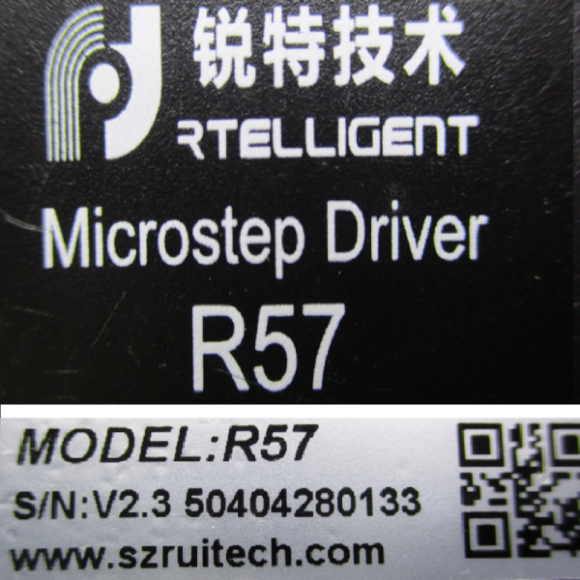 锐特技术
RTELLIGENT
Microstep Driver
R57
MODEL:R57
S/N:V2.3 50404280133
www.szruitech.com